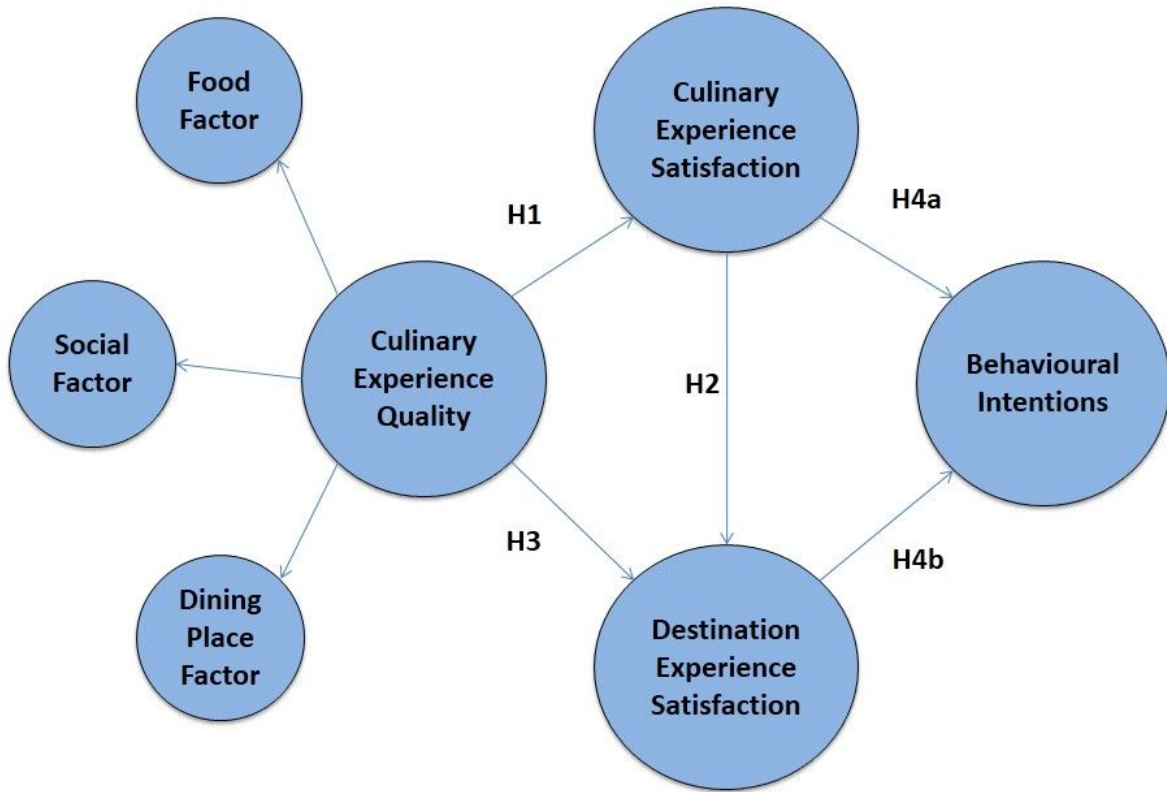 Food
Factor
Culinary
Experience
Satisfaction
H4a
H1
Social
Factor
Culinary
Experience
Quality
H2
Behavioural
Intentions
H3
H4b
Dining
Place
Factor
Destination
Experience
Satisfaction